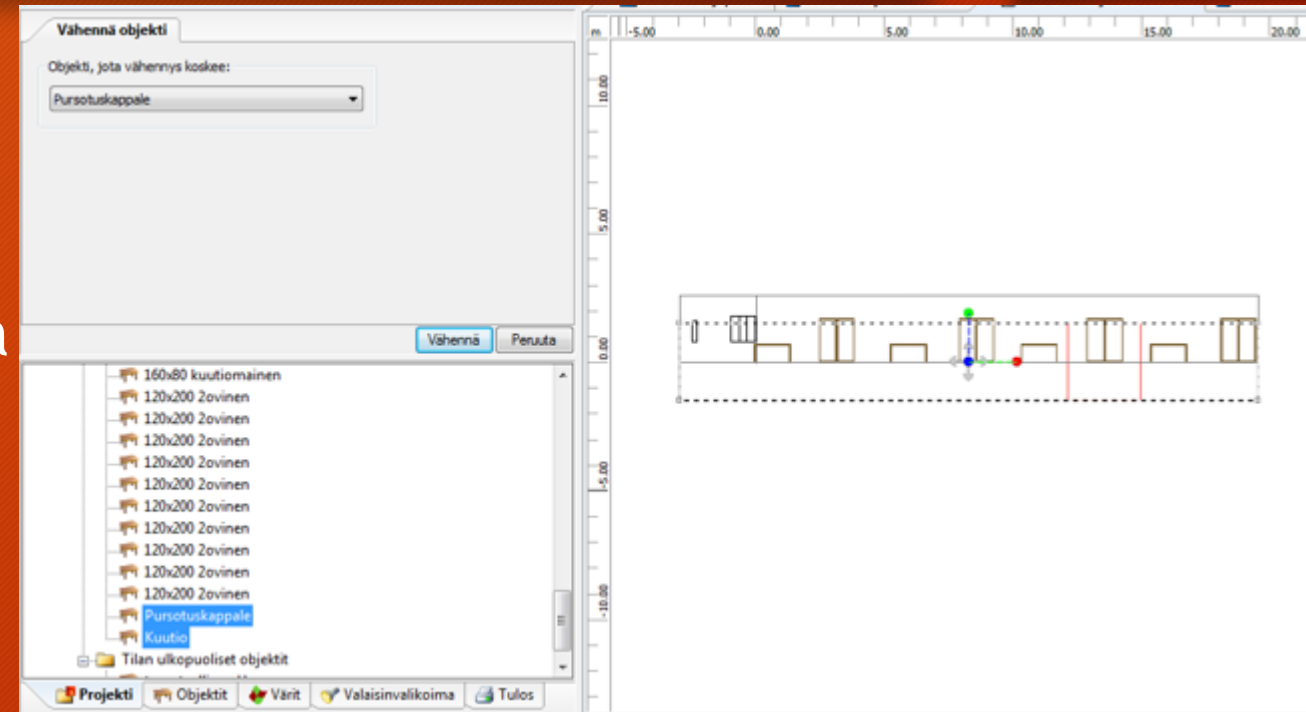 Vähennä objekti
Objekti, jota vähennys koskee:
Pursotuskappale
Vähennä Peruuta
160x80 kuutiomainen
120x200 2ovinen
120x200 2ovinen
120x200 2ovinen
120x200 2ovinen
120x200 2ovinen
120x200 2ovinen
120x200 2ovinen
120x200 2ovinen
120x200 2ovinen
120x200 2ovinen
Pursotuskappale
Kuutio
Tilan ulkopuoliset objektit
Projekti Objektit Värit Valaisinvalikoima Tulos
m -5.00 0.00 5.00 10.00 15.00 20.00
10.00
5.00
0.00
-5.00
-10.00
a